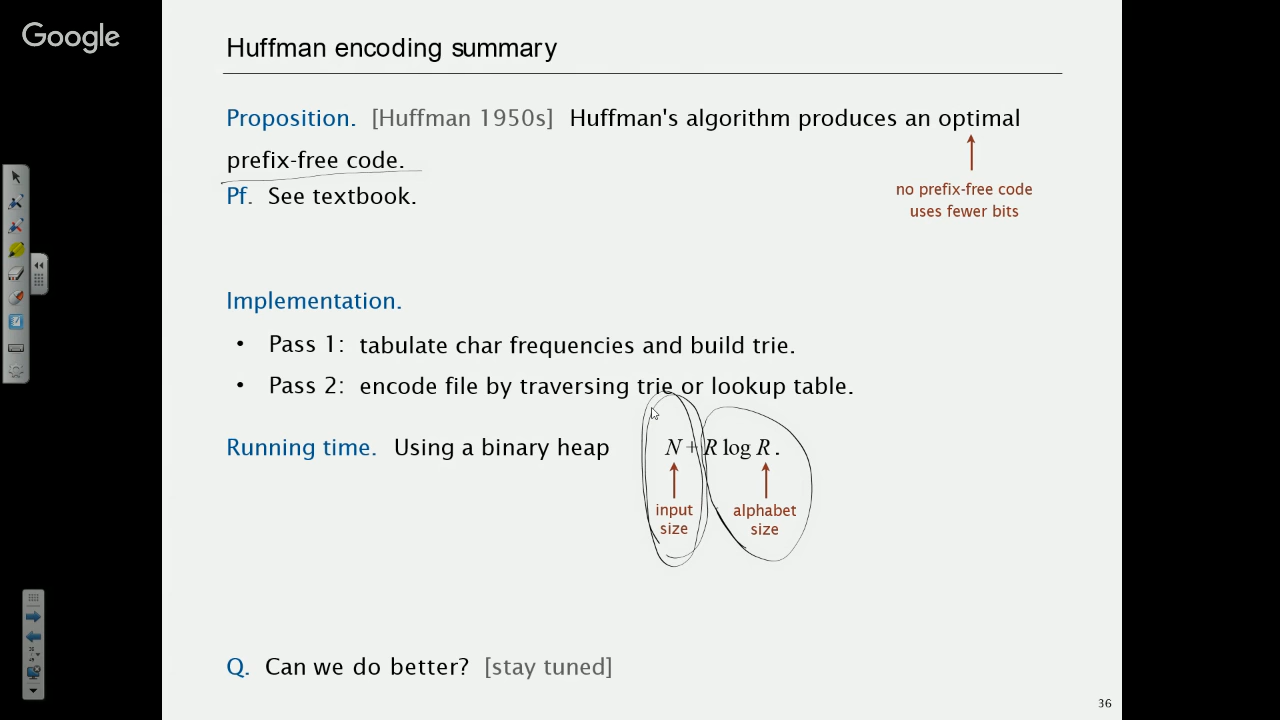 Google
Huffman encoding summary
Proposition. [Huffman 1950s] Huffman's algorithm produces an optimal
prefix-free code.
no prefix-free code
uses fewer bits
Pf. See textbook.
Implementation.
• Pass 1: tabulate char frequencies and build trie.
• Pass 2: encode file by traversing trie or lookup table.
Running time. Using a binary heap N + R log R .
input
size
alphabet
size
Q. Can we do better? [stay tuned]
36